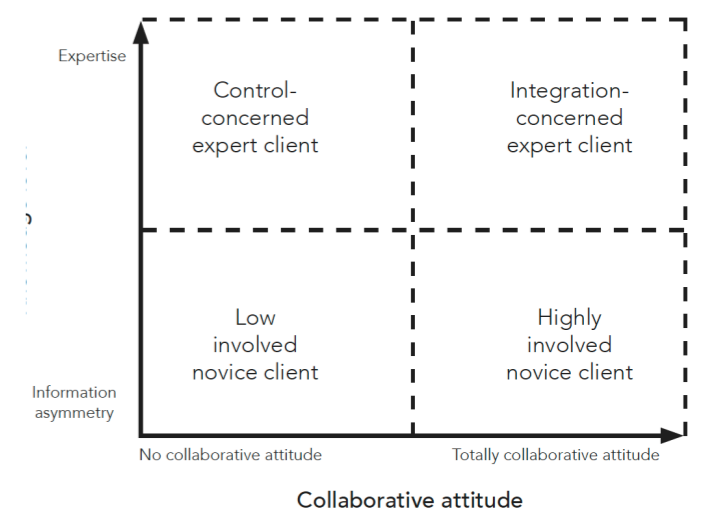 Expertise
Control-
concerned
expert client
Integration-
concerned
expert client
Low
involved
novice client
Highly
involved
novice client
Information
asymmetry
No collaborative attitude
Totally collaborative attitude
Collaborative attitude